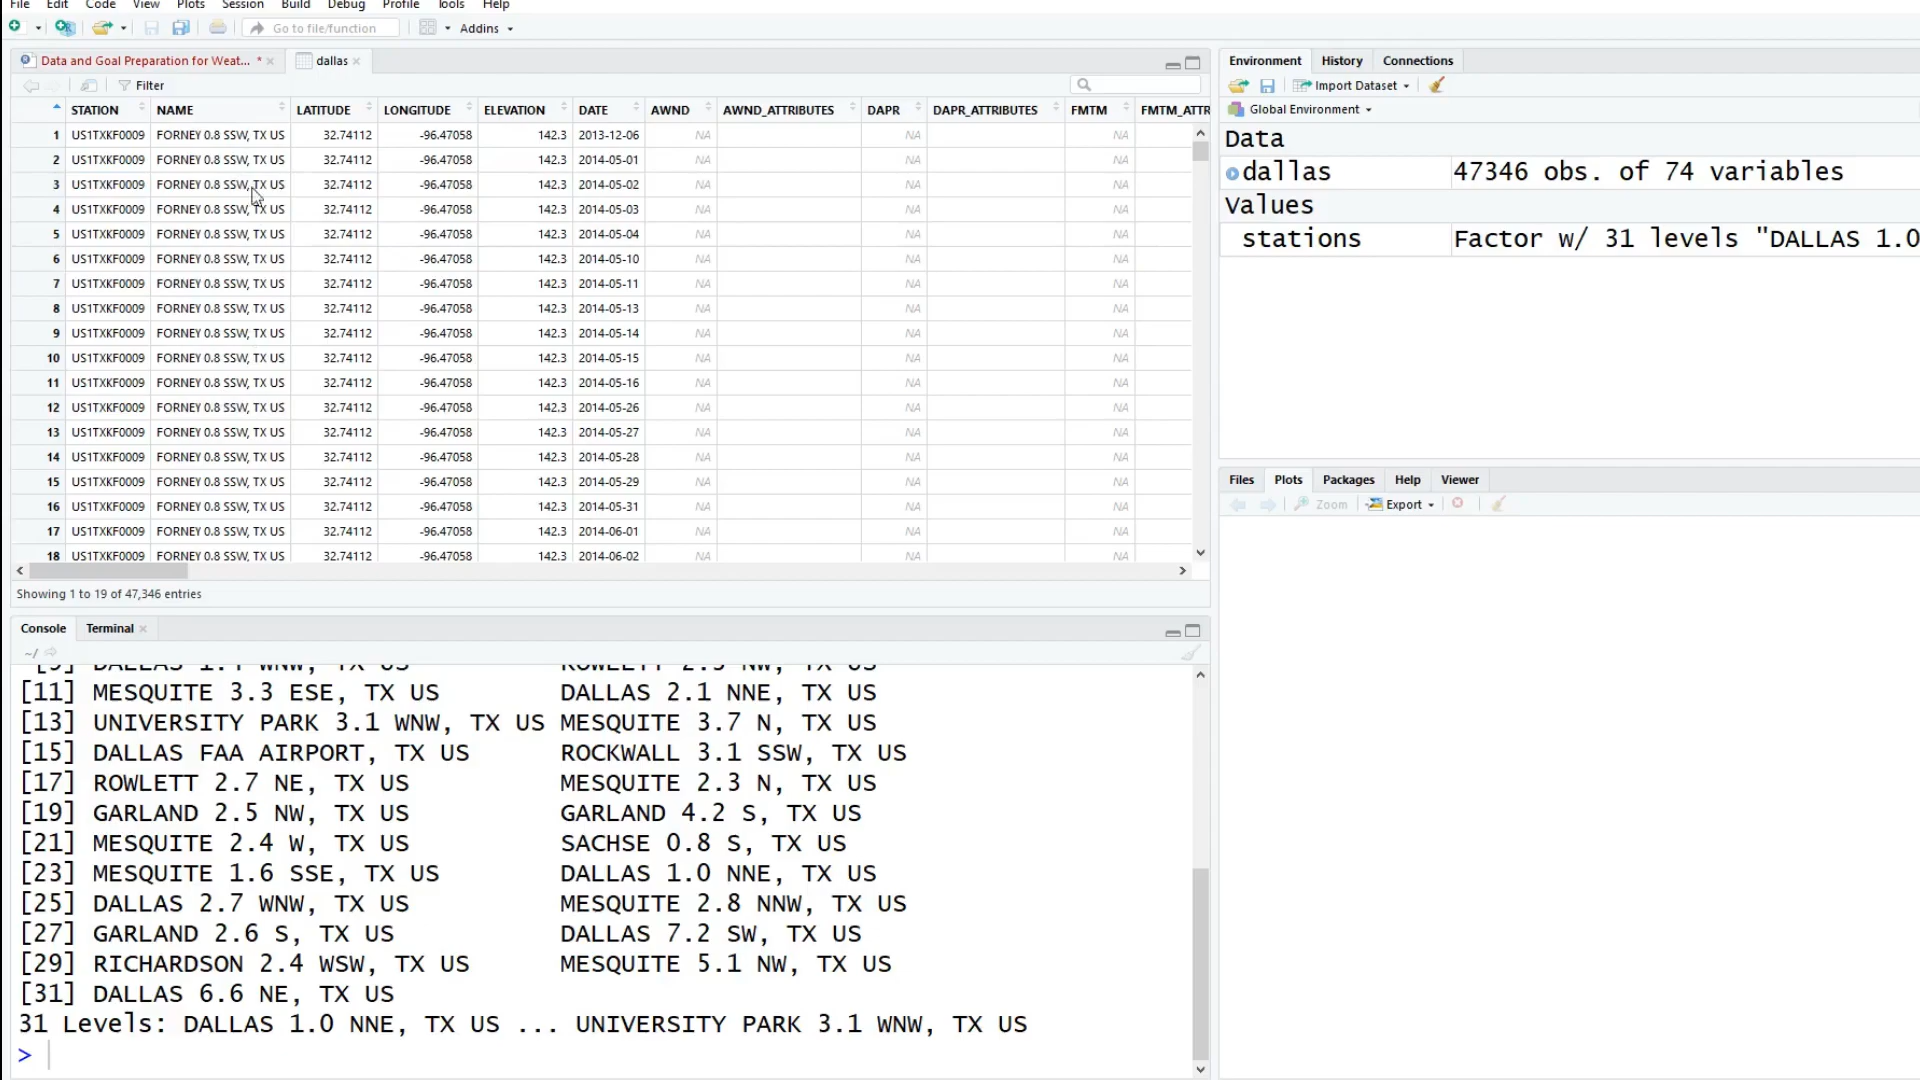 File Edit Code View Plots Session Build Debug Profile Tools Help
Go to file/function Addins
Data and Goal Preparation for Weat... * dallas
Filter
STATION NAME LATITUDE LONGITUDE ELEVATION DATE AWND AWND_ATTRIBUTES DAPR DAPR_ATTRIBUTES FMTM FMTM_ATTR
1 US1TXKF0009 FORNEY 0.8 SSW, TX US 32.74112 -96.47058 142.3 2013-12-06 NA NA NA
2 US1TXKF0009 FORNEY 0.8 SSW, TX US 32.74112 -96.47058 142.3 2014-05-01 NA NA NA
3 US1TXKF0009 FORNEY 0.8 SSW, TX US 32.74112 -96.47058 142.3 2014-05-02 NA NA NA
4 US1TXKF0009 FORNEY 0.8 SSW, TX US 32.74112 -96.47058 142.3 2014-05-03 NA NA NA
5 US1TXKF0009 FORNEY 0.8 SSW, TX US 32.74112 -96.47058 142.3 2014-05-04 NA NA NA
6 US1TXKF0009 FORNEY 0.8 SSW, TX US 32.74112 -96.47058 142.3 2014-05-10 NA NA NA
7 US1TXKF0009 FORNEY 0.8 SSW, TX US 32.74112 -96.47058 142.3 2014-05-11 NA NA NA
8 US1TXKF0009 FORNEY 0.8 SSW, TX US 32.74112 -96.47058 142.3 2014-05-13 NA NA NA
9 US1TXKF0009 FORNEY 0.8 SSW, TX US 32.74112 -96.47058 142.3 2014-05-14 NA NA NA
10 US1TXKF0009 FORNEY 0.8 SSW, TX US 32.74112 -96.47058 142.3 2014-05-15 NA NA NA
11 US1TXKF0009 FORNEY 0.8 SSW, TX US 32.74112 -96.47058 142.3 2014-05-16 NA NA NA
12 US1TXKF0009 FORNEY 0.8 SSW, TX US 32.74112 -96.47058 142.3 2014-05-26 NA NA NA
13 US1TXKF0009 FORNEY 0.8 SSW, TX US 32.74112 -96.47058 142.3 2014-05-27 NA NA NA
14 US1TXKF0009 FORNEY 0.8 SSW, TX US 32.74112 -96.47058 142.3 2014-05-28 NA NA NA
15 US1TXKF0009 FORNEY 0.8 SSW, TX US 32.74112 -96.47058 142.3 2014-05-29 NA NA NA
16 US1TXKF0009 FORNEY 0.8 SSW, TX US 32.74112 -96.47058 142.3 2014-05-31 NA NA NA
17 US1TXKF0009 FORNEY 0.8 SSW, TX US 32.74112 -96.47058 142.3 2014-06-01 NA NA NA
18 US1TXKF0009 FORNEY 0.8 SSW, TX US 32.74112 -96.47058 142.3 2014-06-02 NA NA NA
Showing 1 to 19 of 47,346 entries
Console Terminal
~/
[9] DALLAS WNW, TX US ROWLETT NW, TX US
[11] MESQUITE 3.3 ESE, TX US DALLAS 2.1 NNE, TX US
[13] UNIVERSITY PARK 3.1 WNW, TX US MESQUITE 3.7 N, TX US
[15] DALLAS FAA AIRPORT, TX US ROCKWALL 3.1 SSW, TX US
[17] ROWLETT 2.7 NE, TX US MESQUITE 2.3 N, TX US
[19] GARLAND 2.5 NW, TX US GARLAND 4.2 S, TX US
[21] MESQUITE 2.4 W, TX US SACHSE 0.8 S, TX US
[23] MESQUITE 1.6 SSE, TX US DALLAS 1.0 NNE, TX US
[25] DALLAS 2.7 WNW, TX US MESQUITE 2.8 NNW, TX US
[27] GARLAND 2.6 S, TX US DALLAS 7.2 SW, TX US
[29] RICHARDSON 2.4 WSW, TX US MESQUITE 5.1 NW, TX US
[31] DALLAS 6.6 NE, TX US
31 Levels: DALLAS 1.0 NNE, TX US ... UNIVERSITY PARK 3.1 WNW, TX US
>
Environment History Connections
Import Dataset
Global Environment
Data
dallas 47346 obs. of 74 variables
Values
stations Factor w/ 31 levels "DALLAS 1.0
Files Plots Packages Help Viewer
Zoom Export